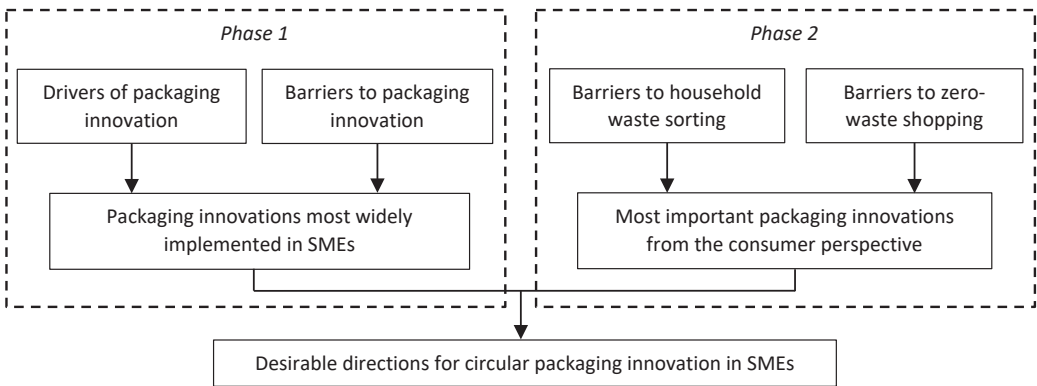 Phase 1
Drivers of packaging
innovation
Barriers to packaging
innovation
Packaging innovations most widely
implemented in SMEs
Phase 2
Barriers to household
waste sorting
Barriers to zero-
waste shopping
Most important packaging innovations
from the consumer perspective
Desirable directions for circular packaging innovation in SMEs